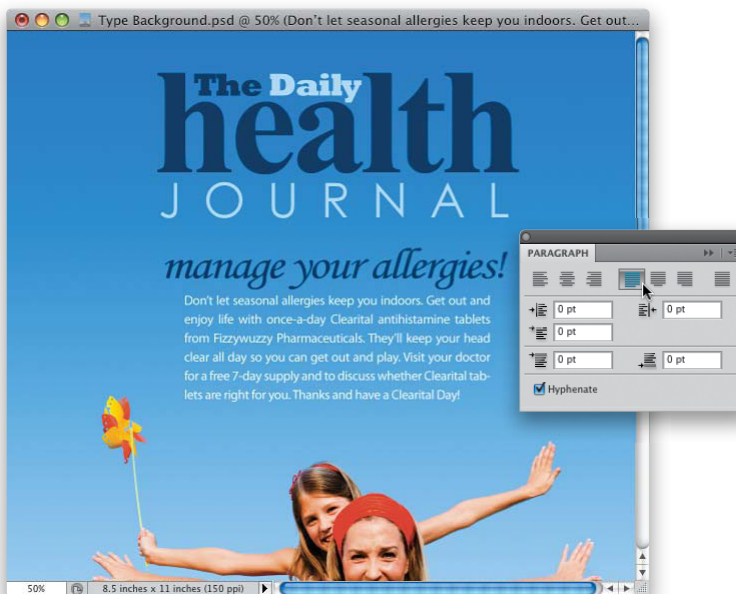 Type Background.psd @ 50% (Don't let seasonal allergies keep you indoors. Get out...
The Daily
health
JOURNAL
manage your allergies!
Don't let seasonal allergies keep you indoors. Get out and
enjoy life with once-a-day Clearital antihistamine tablets
from Fizzywuzzy Pharmaceuticals. They'll keep your head
clear all day so you can get out and play. Visit your doctor
for a free 7-day supply and to discuss whether Clearital tab-
lets are right for you. Thanks and have a Clearital Day!
PARAGRAPH
0 pt 0 pt
0 pt
0 pt 0 pt
Hyphenate
50% 8.5 inches x 11 inches (150 ppi)